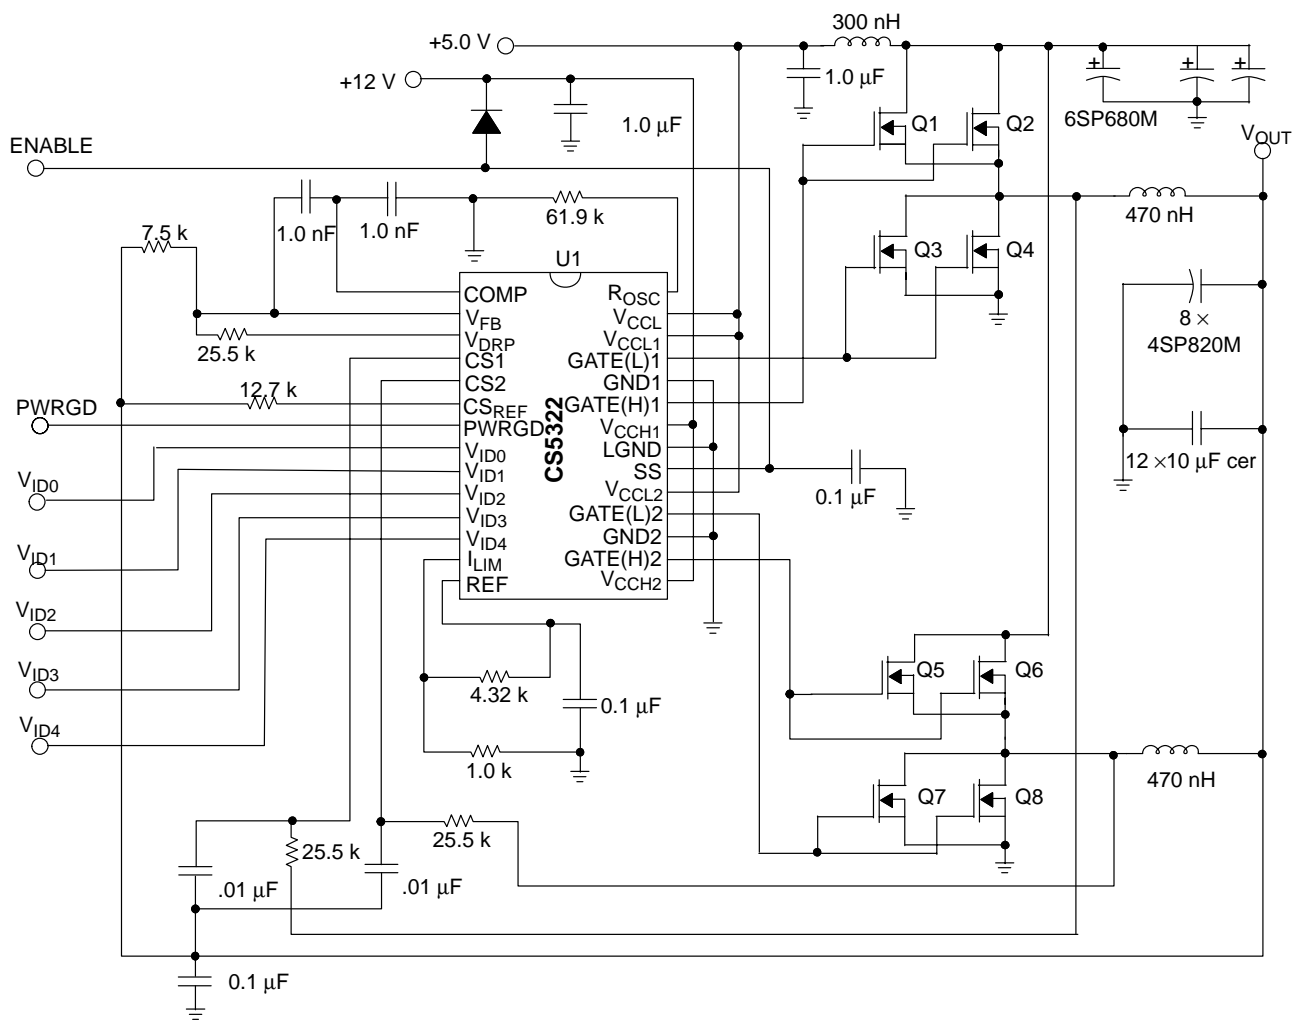 300 nH
+5.0 V
+12 V
1.0 μF
1.0 μF
6SP680M
Q1
Q2
ENABLE
VOUT
61.9 k
1.0 nF
1.0 nF
470 nH
7.5 k
Q3
Q4
U1
25.5 k
8 ×
4SP820M
COMP
VFB
VDRP
CS1
CS2
CSREF
PWRGD
VID0
VID1
VID2
VID3
VID4
ILIM
REF
CS5322
ROSC
VCCL
VCCL1
GATE(L)1
GND1
GATE(H)1
VCCH1
LGND
SS
VCCL2
GATE(L)2
GND2
GATE(H)2
VCCH2
12.7 k
PWRGD
12 ×10 μF cer
0.1 μF
VID0
VID1
VID2
VID3
VID4
4.32 k
0.1 μF
1.0 k
Q5
Q6
470 nH
Q7
Q8
25.5 k
25.5 k
.01 μF
.01 μF
0.1 μF